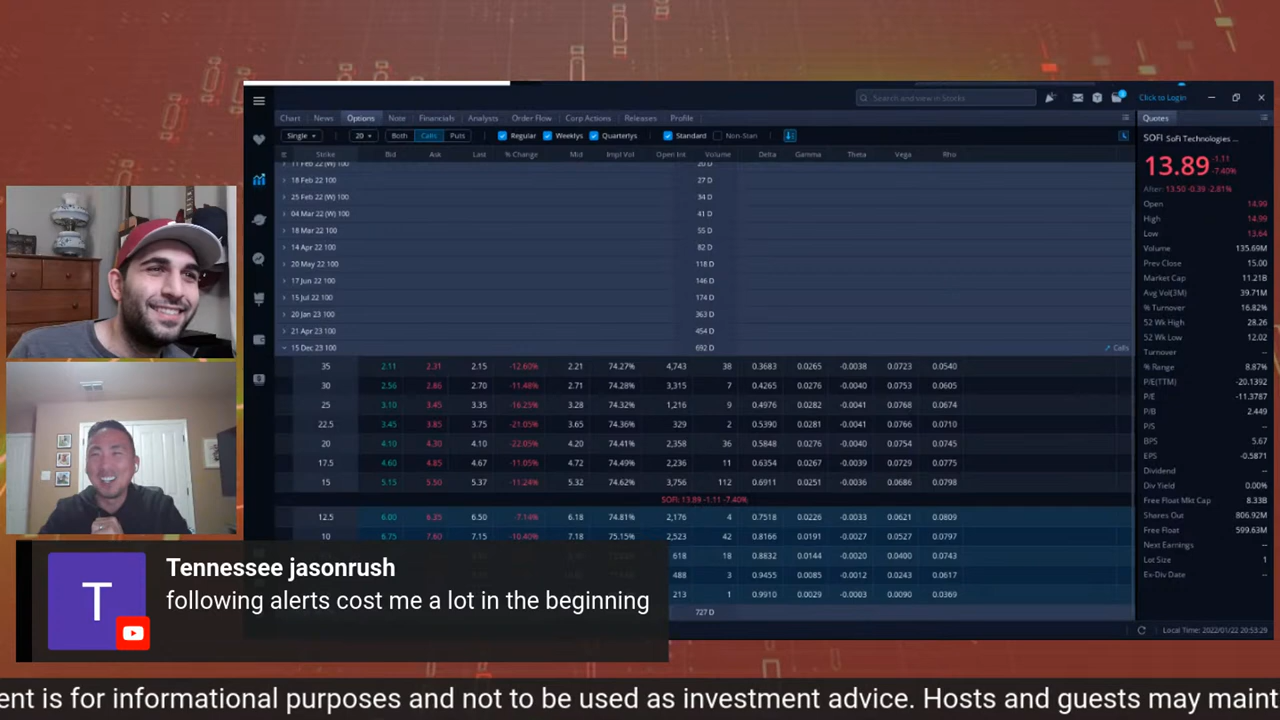 Search and view in Stocks
Click to Login
Chart News Options Note Financials Analysts Order Flow Corp Actions Releases Profile
Quotes
Single 20 Both Calls Puts Regular Weeklys Quarterlys Standard Non-Stan
SOFI SoFi Technologies ...
Strike Bid Ask Last % Change Mid Impl Vol Open Int Volume Delta Gamma Theta Vega Rho
13.89 -1.11 -7.40%
After: 13.50 -0.39 -2.81%
11 Feb 22 (W) 100 20 D
18 Feb 22 100 27 D
25 Feb 22 (W) 100 34 D
04 Mar 22 (W) 100 41 D
18 Mar 22 100 55 D
14 Apr 22 100 82 D
20 May 22 100 118 D
17 Jun 22 100 146 D
15 Jul 22 100 174 D
20 Jan 23 100 363 D
21 Apr 23 100 454 D
15 Dec 23 100 692 D Calls
35 2.11 2.31 2.15 -12.60% 2.21 74.27% 4,743 38 0.3683 0.0265 -0.0038 0.0723 0.0540
30 2.56 2.86 2.70 -11.48% 2.71 74.28% 3,315 7 0.4265 0.0276 -0.0040 0.0753 0.0605
25 3.10 3.45 3.35 -16.25% 3.28 74.32% 1,216 9 0.4976 0.0282 -0.0041 0.0768 0.0674
22.5 3.45 3.85 3.75 -21.05% 3.65 74.36% 329 2 0.5390 0.0281 -0.0041 0.0766 0.0710
20 4.10 4.30 4.10 -22.05% 4.20 74.41% 2,358 36 0.5848 0.0276 -0.0040 0.0754 0.0745
17.5 4.60 4.85 4.67 -11.05% 4.72 74.49% 2,236 11 0.6354 0.0267 -0.0039 0.0729 0.0775
15 5.15 5.50 5.37 -11.24% 5.32 74.62% 3,756 112 0.6911 0.0251 -0.0036 0.0686 0.0798
SOFI: 13.89 -1.11 -7.40%
12.5 6.00 6.35 6.50 -7.14% 6.18 74.81% 2,176 4 0.7518 0.0226 -0.0033 0.0621 0.0809
10 6.75 7.60 7.15 -10.40% 7.18 75.15% 2,523 42 0.8166 0.0191 -0.0027 0.0527 0.0797
618 18 0.8832 0.0144 -0.0020 0.0400 0.0743
488 3 0.9455 0.0085 -0.0012 0.0243 0.0617
213 1 0.9910 0.0029 -0.0003 0.0090 0.0369
727 D
Open 14.99
High 14.99
Low 13.64
Volume 135.69M
Prev Close 15.00
Market Cap 11.21B
Avg Vol(3M) 39.71M
% Turnover 16.82%
52 Wk High 28.26
52 Wk Low 12.02
Turnover --
% Range 8.87%
P/E(TTM) -20.1392
P/E -11.3787
P/B 2.449
P/S --
BPS 5.67
EPS -0.5871
Dividend --
Div Yield 0.00%
Free Float Mkt Cap 8.33B
Shares Out 806.92M
Free Float 599.63M
Next Earnings --
Lot Size 1
Ex-Div Date --
Local Time: 2022/01/22 20:53:29
T
Tennessee jasonrush
following alerts cost me a lot in the beginning
ent is for informational purposes and not to be used as investment advice. Hosts and guests may maint